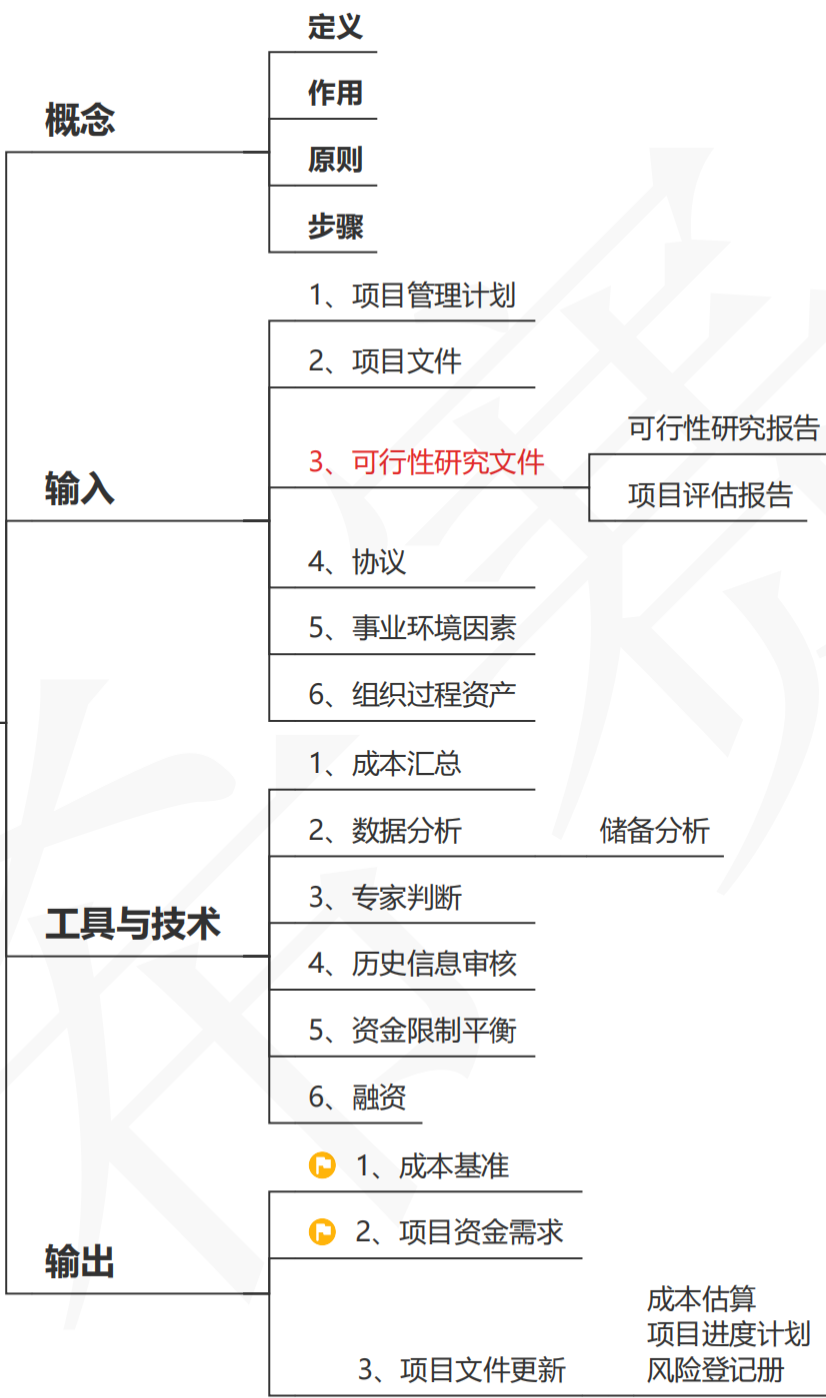 定义
作用
概念
原则
步骤
1、项目管理计划
2、项目文件
可行性研究报告
3、可行性研究文件
项目评估报告
输入
4、协议
5、事业环境因素
6、组织过程资产
1、成本汇总
2、数据分析
储备分析
3、专家判断
工具与技术
4、历史信息审核
5、资金限制平衡
6、融资
1、成本基准
2、项目资金需求
输出
成本估算
项目进度计划
3、项目文件更新
风险登记册